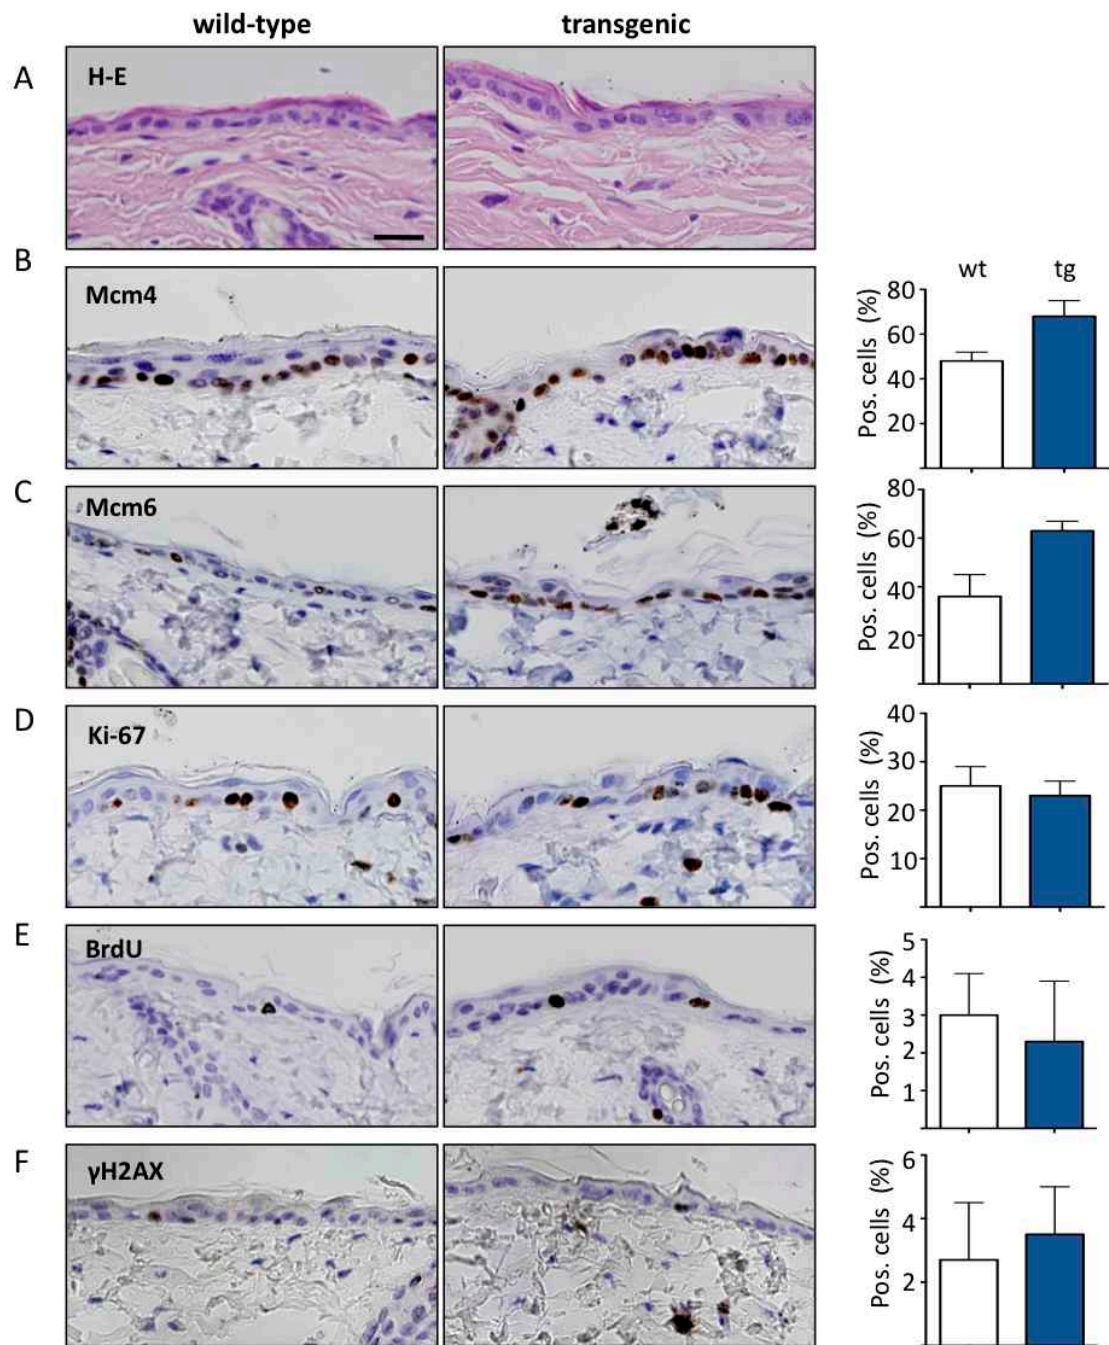 wild-type transgenic
A H-E
B Mcm4
wt tg
Pos. cells (%)
80
60
40
20
C Mcm6
Pos. cells (%)
80
60
40
20
D Ki-67
Pos. cells (%)
40
30
20
10
E BrdU
Pos. cells (%)
5
4
3
2
1
F γH2AX
Pos. cells (%)
6
4
2